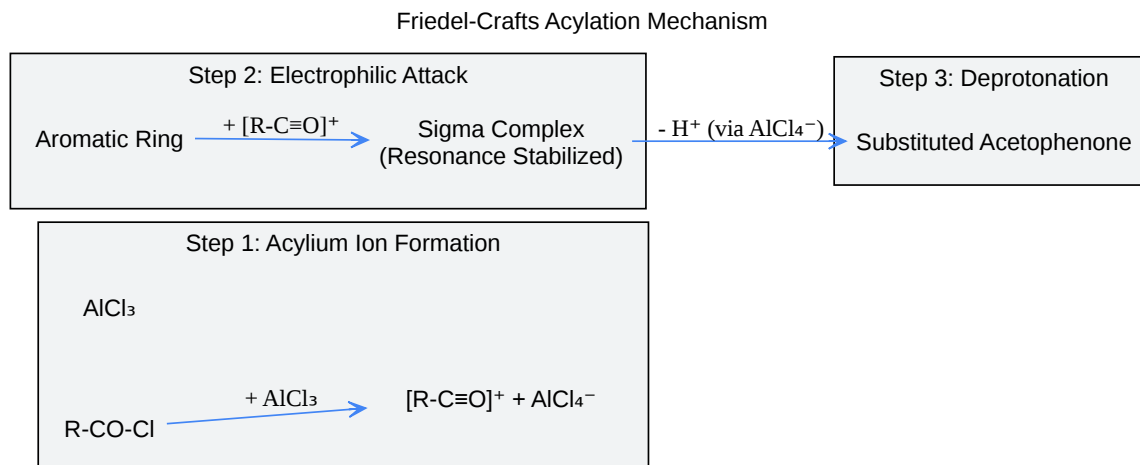 Friedel-Crafts Acylation Mechanism
Step 2: Electrophilic Attack
Aromatic Ring
+ [R-C≡O]⁺
Sigma Complex
(Resonance Stabilized)
- H⁺ (via AlCl₄⁻)
Step 3: Deprotonation
Substituted Acetophenone
Step 1: Acylium Ion Formation
AlCl₃
R-CO-Cl
+ AlCl₃
[R-C≡O]⁺ + AlCl₄⁻